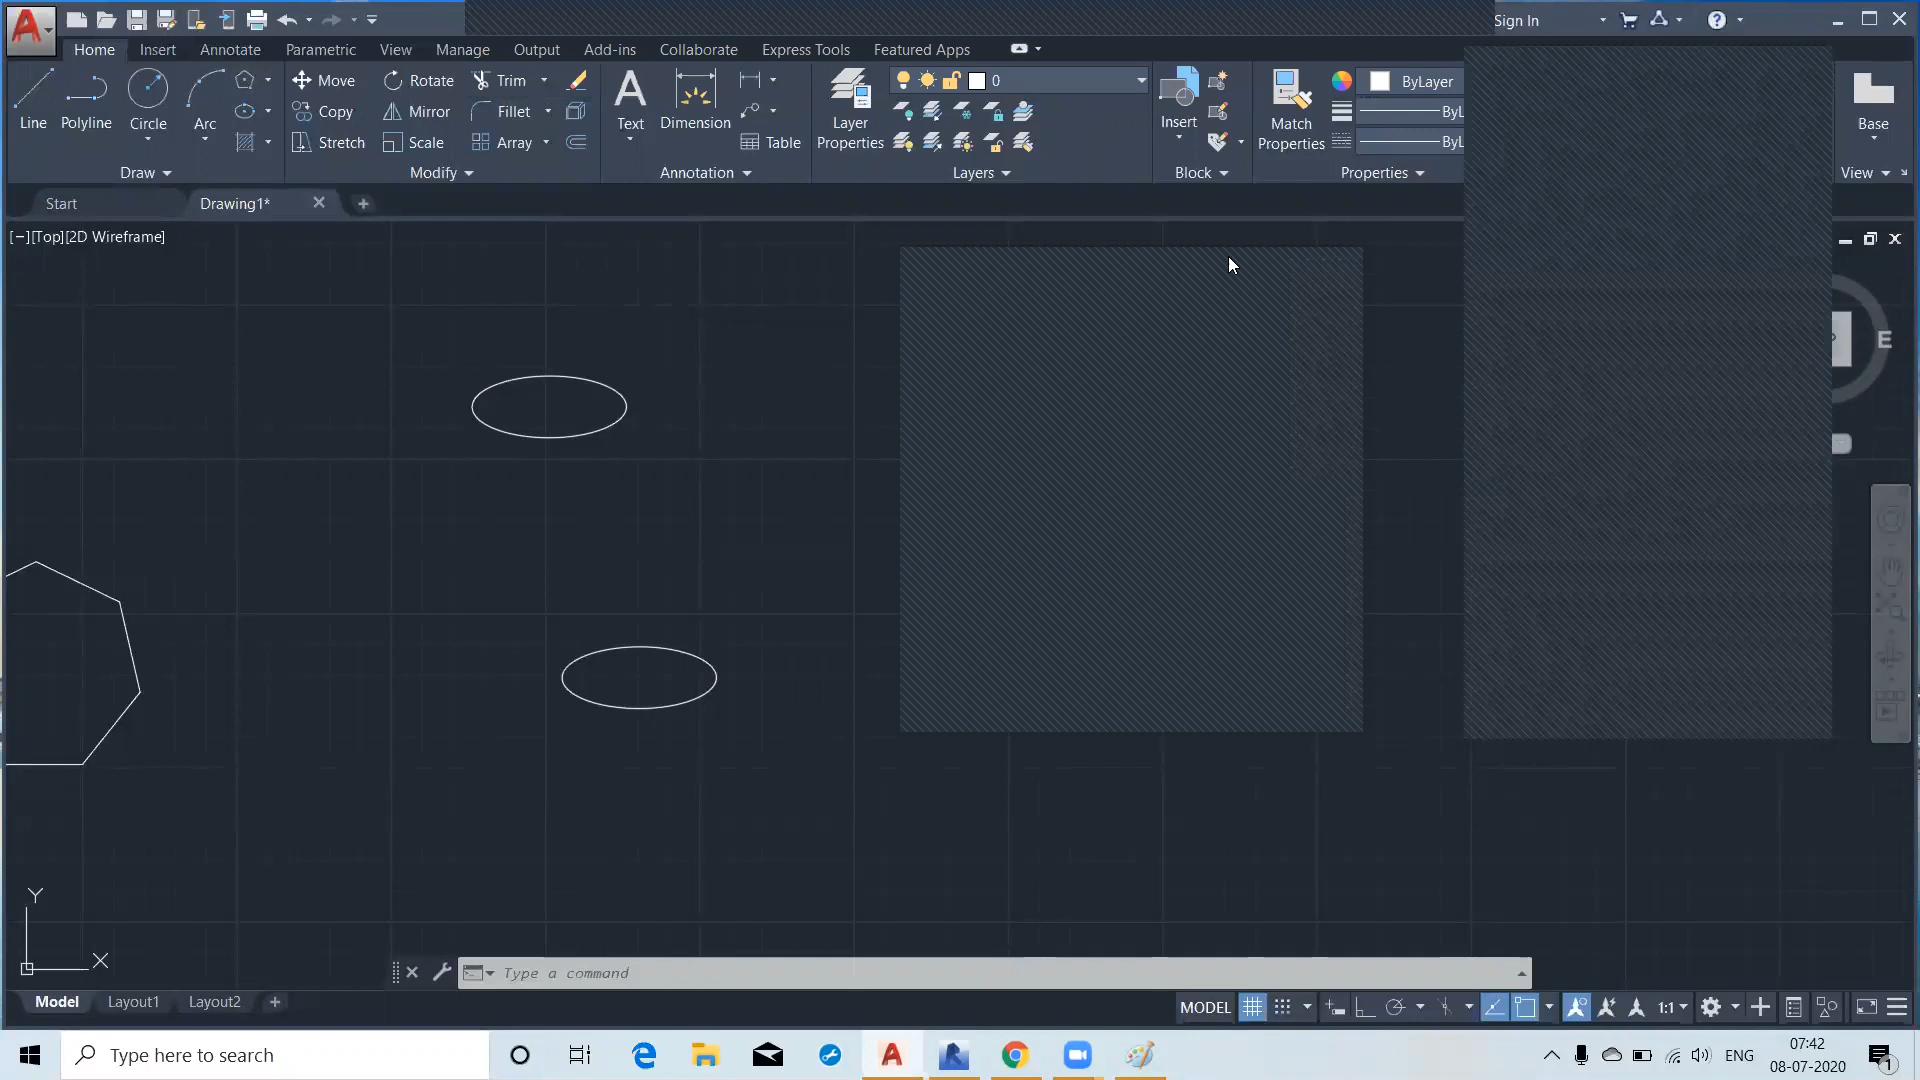 Sign In
Home Insert Annotate Parametric View Manage Output Add-ins Collaborate Express Tools Featured Apps
Move Rotate Trim 0 ByLayer
Line Polyline Circle Arc Copy Mirror Fillet Text Dimension Layer Properties Insert Match Properties ByL Base
Stretch Scale Array Table ByL
Draw Modify Annotation Layers Block Properties View
Start Drawing1*
[−][Top][2D Wireframe]
E
Y
X
Type a command
Model Layout1 Layout2 MODEL 1:1
Type here to search ENG 07:42
08-07-2020
1